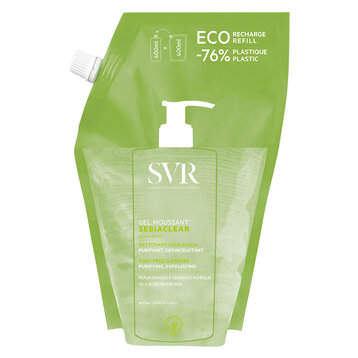 ECO RECHARGE
REFILL
-76% PLASTIQUE
PLASTIC
400ml
=
400ml
SVR
GEL MOUSSANT
SEBIACLEAR
NETTOYANT SANS SAVON
PURIFIANT, DÉSINCRUSTANT
SOAP-FREE CLEANSER
PURIFYING, EXFOLIATING
PEAUX GRASSES À TENDANCE ACNÉIQUE
OILY, ACNE-PRONE SKIN